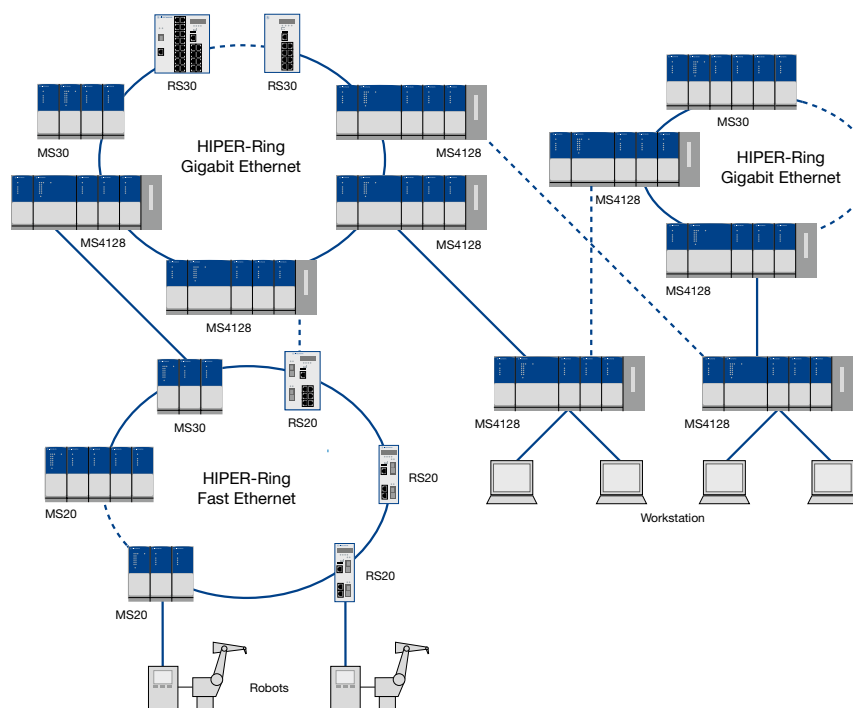 RS30
RS30
MS30
MS30
HIPER-Ring
Gigabit Ethernet
MS4128
HIPER-Ring
Gigabit Ethernet
MS4128
MS4128
MS4128
MS4128
MS4128
MS30
RS20
MS4128
MS4128
HIPER-Ring
Fast Ethernet
RS20
MS20
Workstation
RS20
MS20
Robots